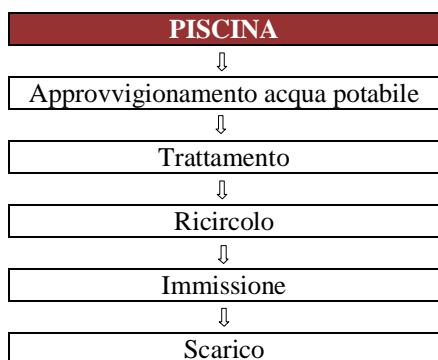 PISCINA
⇩
Approvvigionamento acqua potabile
⇩
Trattamento
⇩
Ricircolo
⇩
Immissione
⇩
Scarico